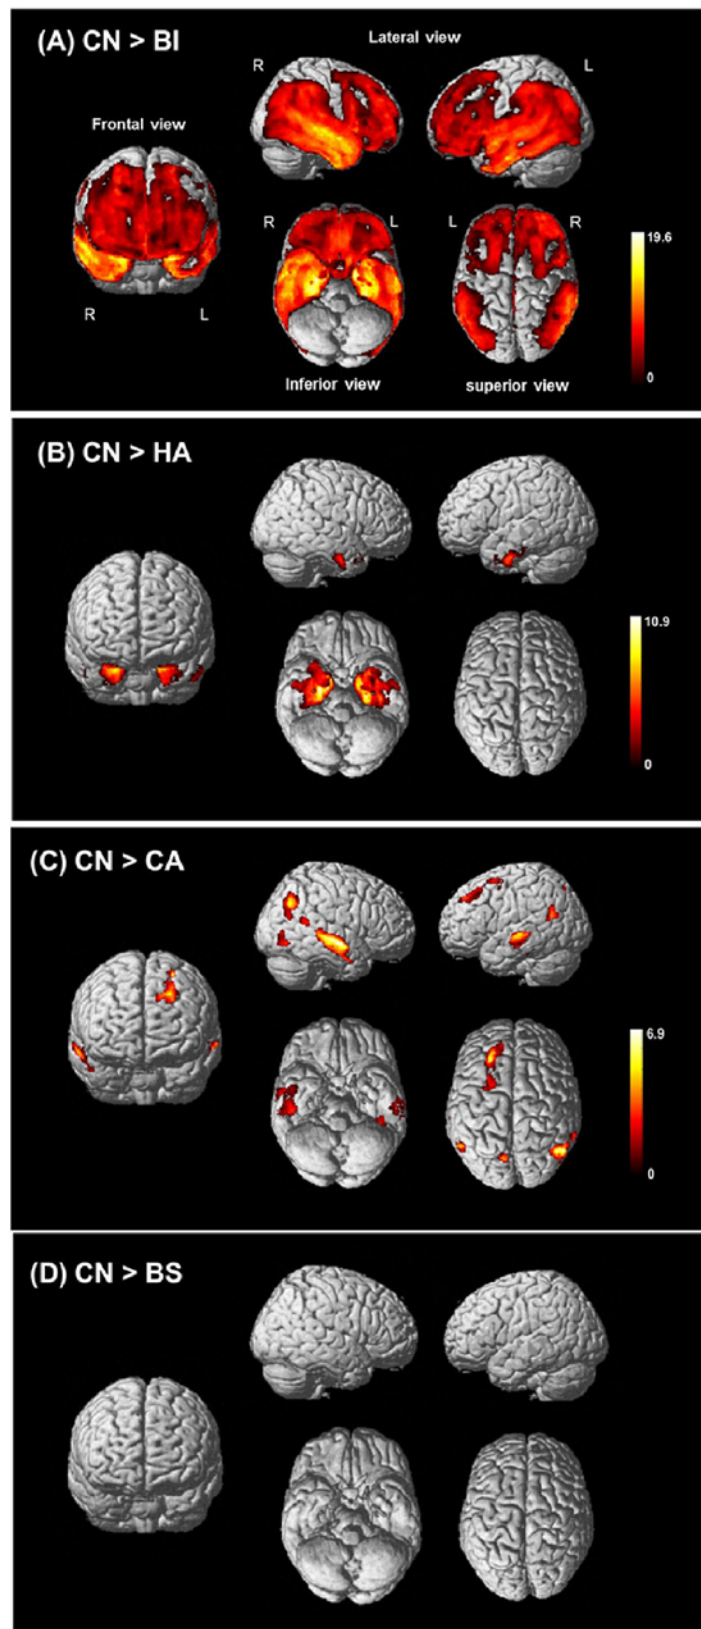 (A) CN > BI
Lateral view
R
L
Frontal view
R
L
L
R
19.6
R
L
0
Inferior view
superior view
(B) CN > HA
10.9
0
(C) CN > CA
6.9
0
(D) CN > BS